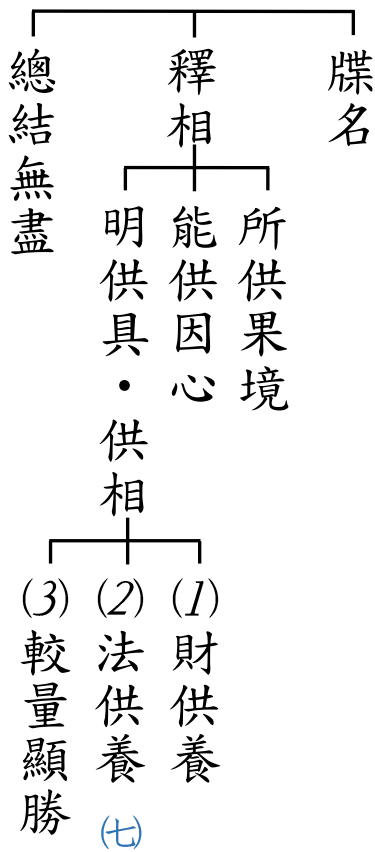 牒名
釋相
總結無盡
所供果境
能供因心
明供具・供相
(1)財供養
(2)法供養(七)
(3)較量顯勝